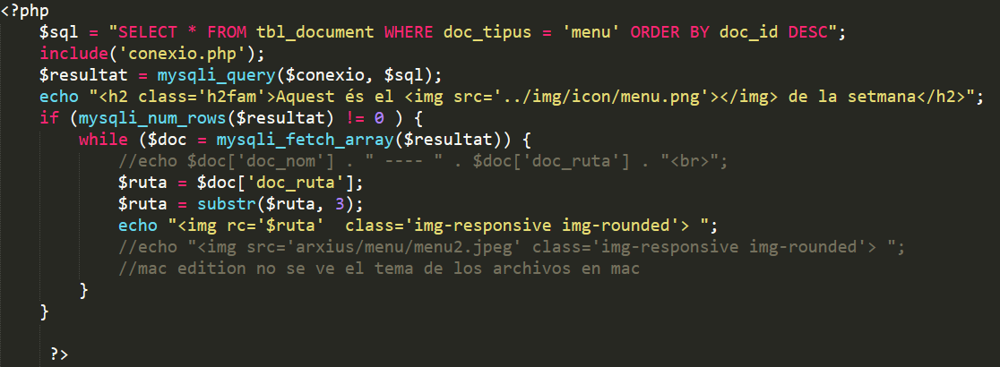 <?php
$sql = "SELECT * FROM tbl_document WHERE doc_tipus = 'menu' ORDER BY doc_id DESC";
include('conexio.php');
$resultat = mysqli_query($conexio, $sql);
echo "<h2 class='h2fam'>Aquest és el <img src='../img/icon/menu.png'></img> de la setmana</h2>";
if (mysqli_num_rows($resultat) != 0 ) {
while ($doc = mysqli_fetch_array($resultat)) {
//echo $doc['doc_nom'] . " ---- " . $doc['doc_ruta'] . "<br>";
$ruta = $doc['doc_ruta'];
$ruta = substr($ruta, 3);
echo "<img rc='$ruta'  class='img-responsive img-rounded'> ";
//echo "<img src='arxius/menu/menu2.jpeg' class='img-responsive img-rounded'> ";
//mac edition no se ve el tema de los archivos en mac
}
}
?>